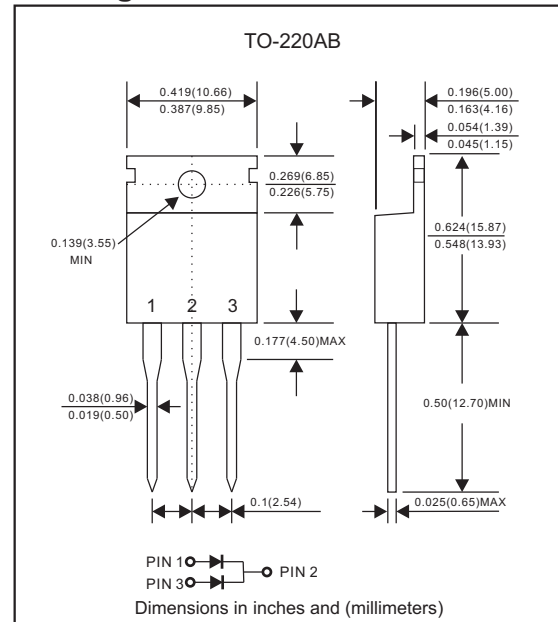 TO-220AB
0.419(10.66)
0.387(9.85)
0.196(5.00)
0.163(4.16)
0.054(1.39)
0.045(1.15)
0.269(6.85)
0.226(5.75)
0.624(15.87)
0.548(13.93)
0.139(3.55)
MIN
1 2 3
0.177(4.50)MAX
0.038(0.96)
0.019(0.50)
0.50(12.70)MIN
0.1(2.54)
0.025(0.65)MAX
PIN 1
PIN 3
PIN 2
Dimensions in inches and (millimeters)